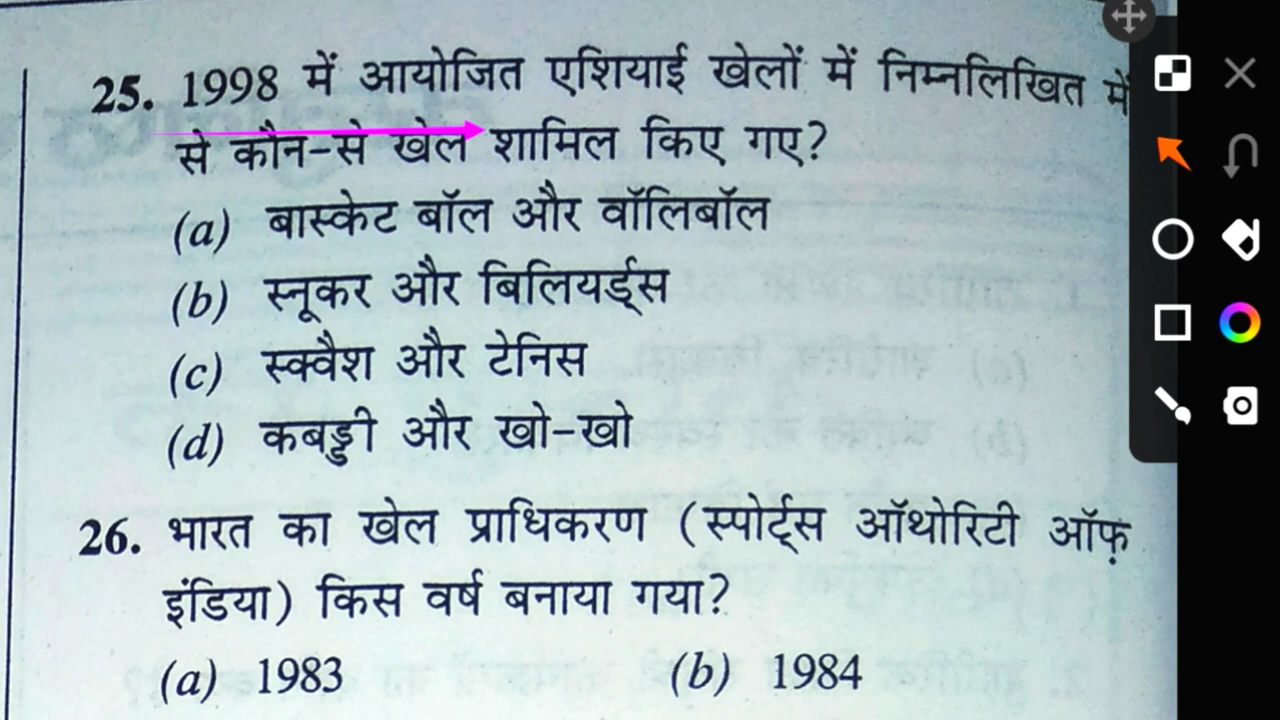 25. 1998 में आयोजित एशियाई खेलों में निम्नलिखित में
से कौन-से खेल शामिल किए गए?
(a) बास्केट बॉल और वॉलिबॉल
(b) स्नूकर और बिलियर्ड्स
(c) स्क्वैश और टेनिस
(d) कबड्डी और खो-खो
26. भारत का खेल प्राधिकरण (स्पोर्ट्स ऑथोरिटी ऑफ़
इंडिया) किस वर्ष बनाया गया?
(a) 1983 (b) 1984